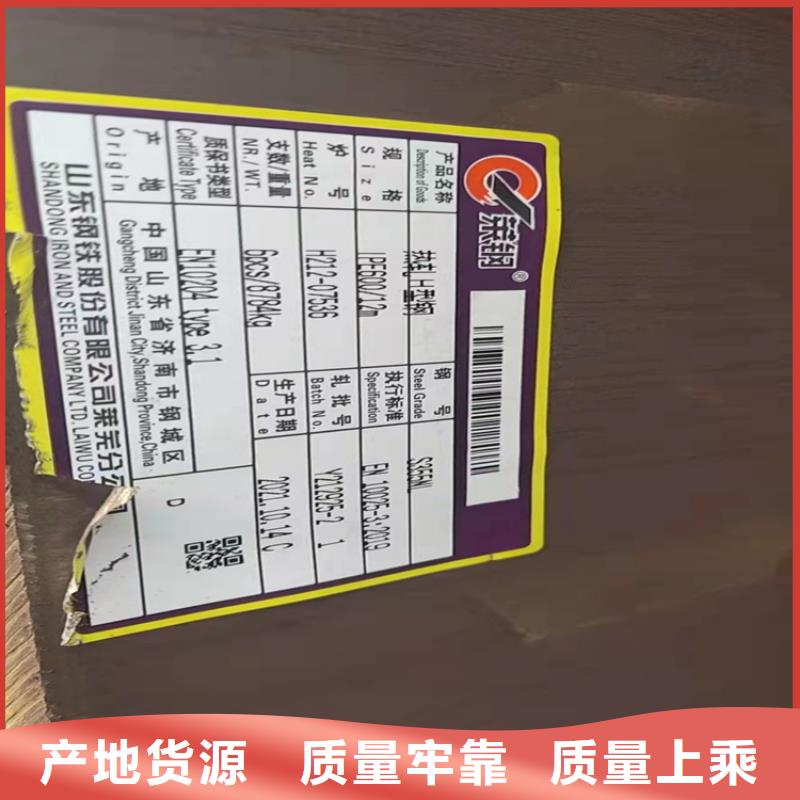 莱钢®
产品名称 热轧H型钢 钢号 S355NL
Description of Goods Steel Grade
规格 IPE600/12m 执行标准 EN 10025-3:2019
Size Specification
炉号 H212-07536 轧批号 Y212925-2 1
Heat No. Batch No.
支数/重量 6pcs/8784kg 生产日期 2021.10.14 C
NR./WT. Date
质保书类型 EN10204 type 3.1
Certificate Type
产地 中国山东省济南市钢城区 D
Origin Gangcheng District, Jinan City, Shandong Province, China
山东钢铁股份有限公司莱芜分公
SHANDONG IRON AND STEEL COMPANY LTD. LAIWU CO
产地货源 质量牢靠 质量上乘